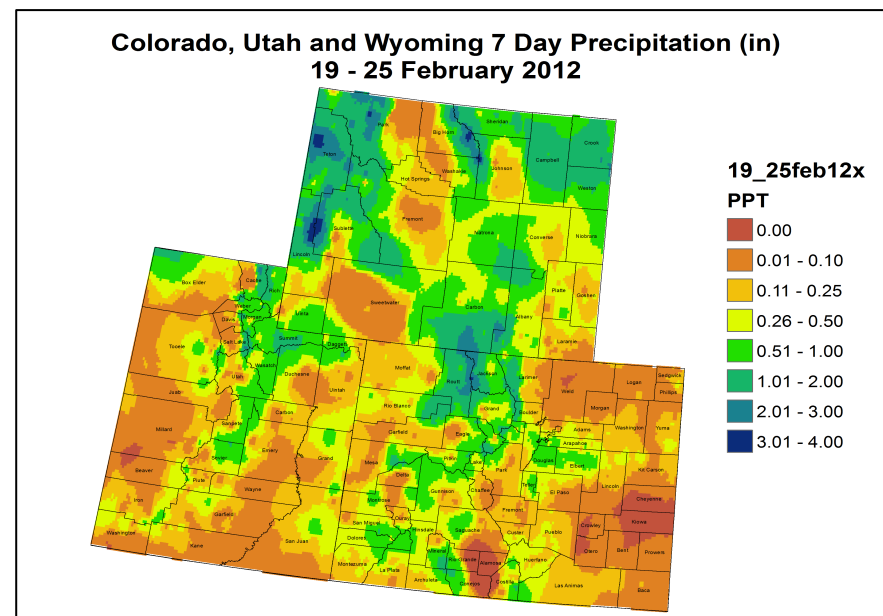 Colorado, Utah and Wyoming 7 Day Precipitation (in)
19 - 25 February 2012
Park
Big Horn
Sheridan
Crook
Campbell
Teton
Johnson
Washakie
Weston
Hot Springs
Fremont
Sublette
Natrona
Converse
Niobrara
Lincoln
Box Elder
Cache
Rich
Platte
Goshen
Sweetwater
Carbon
Albany
Uinta
Weber
Morgan
Davis
Laramie
Tooele
Salt Lake
Summit
Daggett
Wasatch
Moffat
Duchesne
Utah
Uintah
Routt
Jackson
Larimer
Weld
Logan
Sedgwick
Phillips
Juab
Rio Blanco
Grand
Boulder
Morgan
Washington
Yuma
Carbon
Sanpete
Millard
Garfield
Eagle
Adams
Arapahoe
Emery
Grand
Mesa
Pitkin
Lake
Park
Douglas
Elbert
Kit Carson
Sevier
Delta
Gunnison
Chaffee
Teller
El Paso
Lincoln
Cheyenne
Beaver
Piute
Wayne
Montrose
Fremont
Kiowa
Iron
Garfield
San Miguel
Ouray
Hinsdale
Saguache
Custer
Pueblo
Crowley
Otero
Bent
Prowers
Washington
Kane
San Juan
Dolores
Mineral
Rio Grande
Alamosa
Huerfano
Montezuma
La Plata
Archuleta
Conejos
Costilla
Las Animas
Baca
19_25feb12x
PPT
0.00
0.01 - 0.10
0.11 - 0.25
0.26 - 0.50
0.51 - 1.00
1.01 - 2.00
2.01 - 3.00
3.01 - 4.00